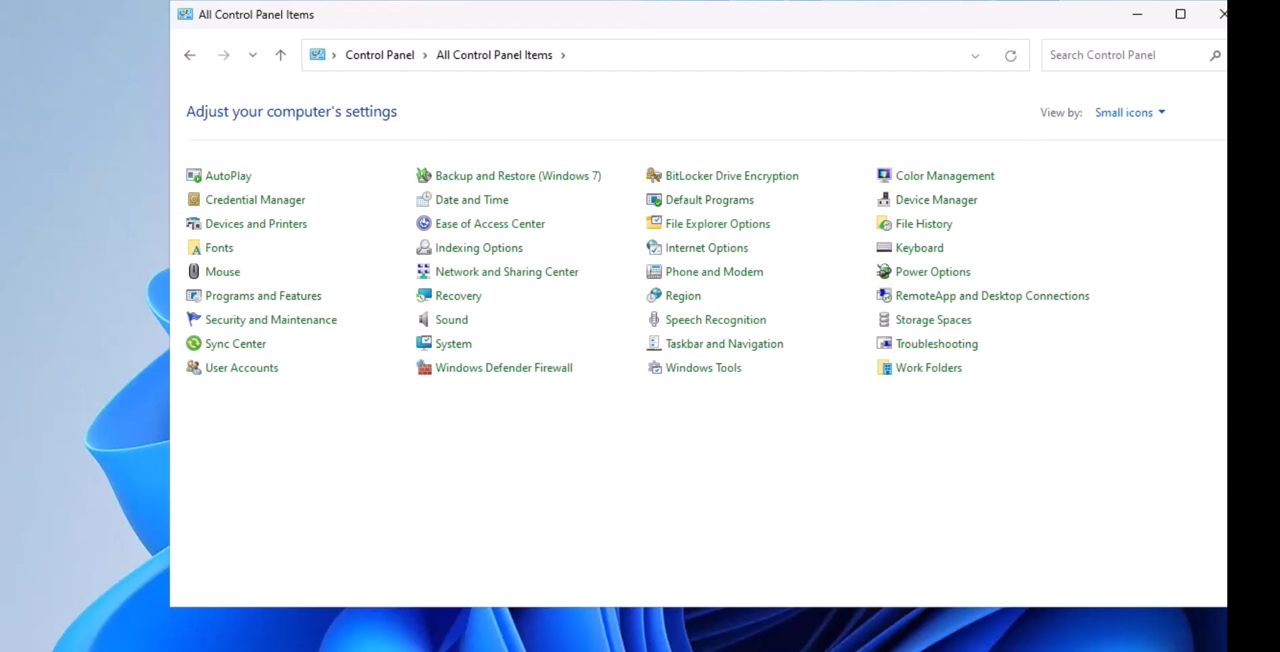 All Control Panel Items
Control Panel > All Control Panel Items >
Search Control Panel
Adjust your computer's settings
View by: Small icons
AutoPlay Backup and Restore (Windows 7) BitLocker Drive Encryption Color Management
Credential Manager Date and Time Default Programs Device Manager
Devices and Printers Ease of Access Center File Explorer Options File History
Fonts Indexing Options Internet Options Keyboard
Mouse Network and Sharing Center Phone and Modem Power Options
Programs and Features Recovery Region RemoteApp and Desktop Connections
Security and Maintenance Sound Speech Recognition Storage Spaces
Sync Center System Taskbar and Navigation Troubleshooting
User Accounts Windows Defender Firewall Windows Tools Work Folders